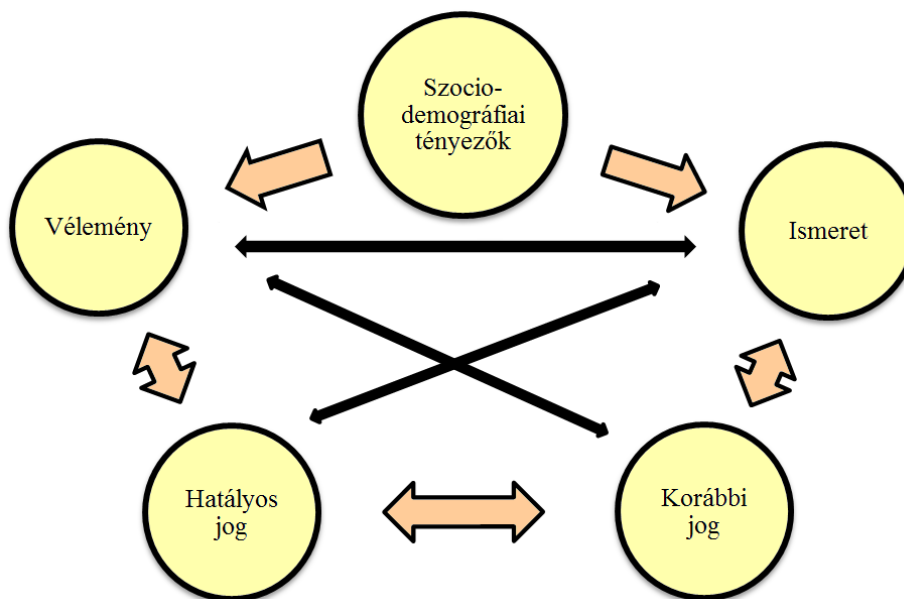 Szocio-
demográfiai
tényezők
Vélemény
Ismeret
Hatályos
jog
Korábbi
jog